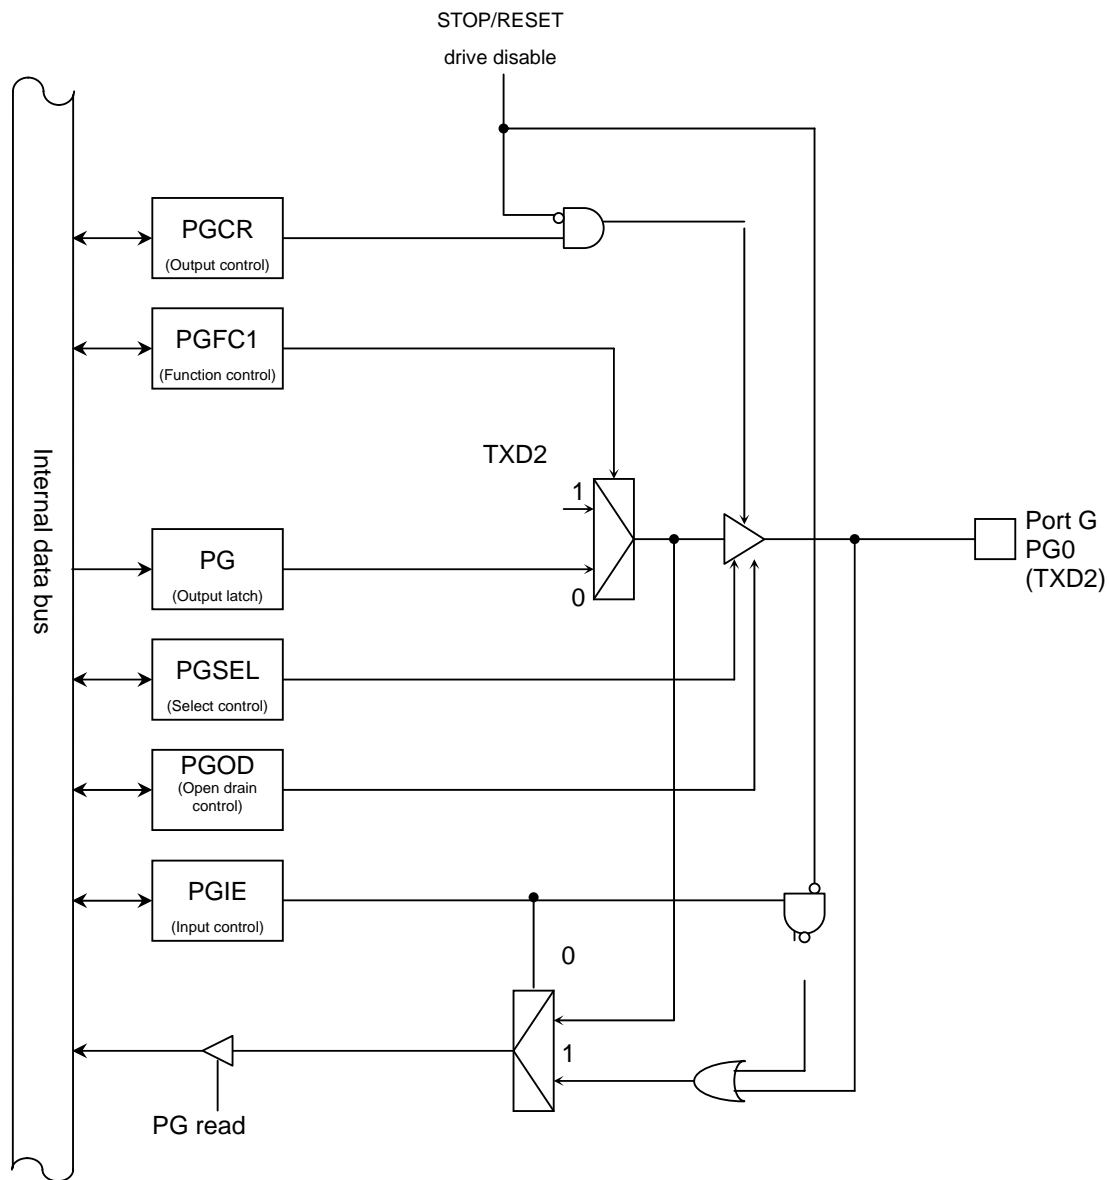 STOP/RESET
drive disable
PGCR
(Output control)
PGFC1
(Function control)
TXD2
1
0
Internal data bus
PG
(Output latch)
Port G
PG0
(TXD2)
PGSEL
(Select control)
PGOD
(Open drain
control)
PGIE
(Input control)
0
1
PG read